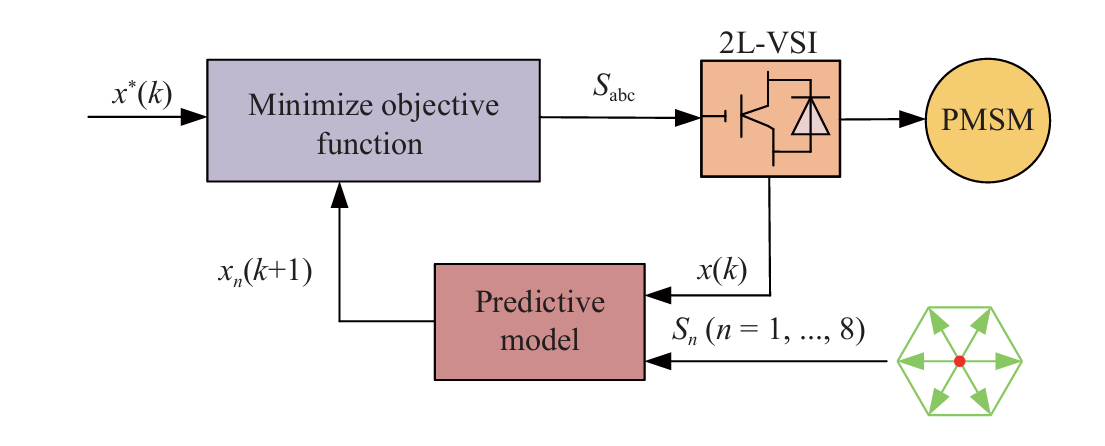 2L-VSI
x*(k)
Minimize objective
function
Sabc
PMSM
xn(k+1)
Predictive
model
x(k)
Sn (n = 1, ..., 8)